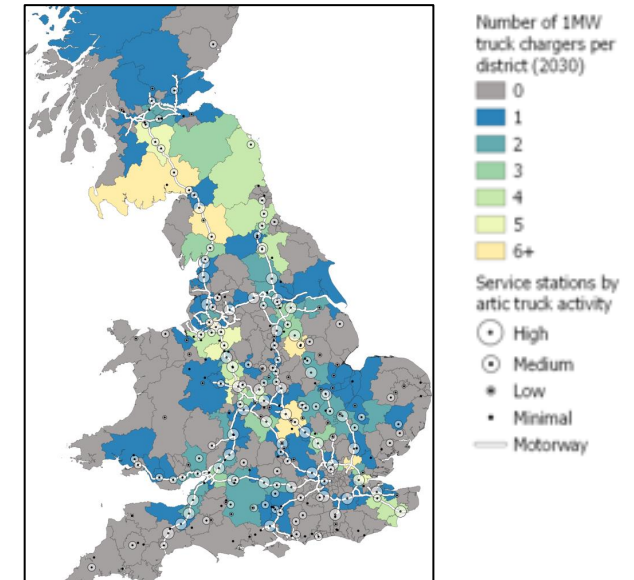 Number of 1MW
truck chargers per
district (2030)
0
1
2
3
4
5
6+
Service stations by
artic truck activity
High
Medium
Low
Minimal
Motorway